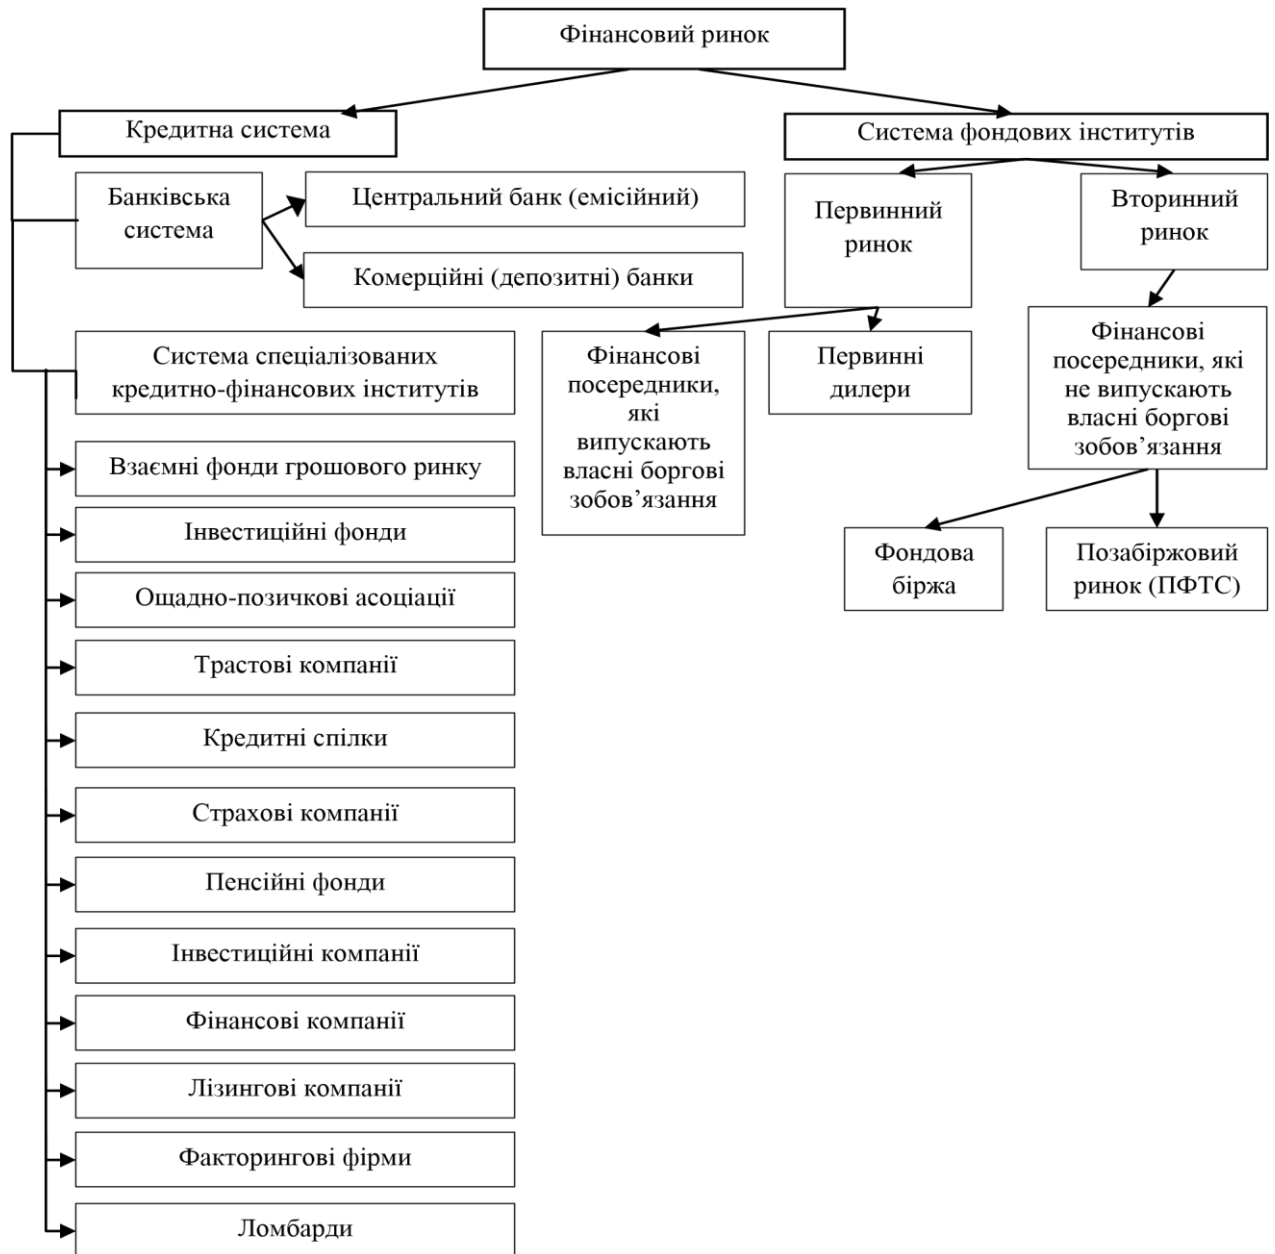 Фінансовий ринок
Кредитна система
Система фондових інститутів
Банківська
система
Центральний банк (емісійний)
Комерційні (депозитні) банки
Первинний
ринок
Вторинний
ринок
Система спеціалізованих
кредитно-фінансових інститутів
Фінансові
посередники,
які
випускають
власні боргові
зобов’язання
Первинні
дилери
Фінансові
посередники, які
не випускають
власні боргові
зобов’язання
Взаємні фонди грошового ринку
Інвестиційні фонди
Фондова
біржа
Позабіржовий
ринок (ПФТС)
Ощадно-позичкові асоціації
Трастові компанії
Кредитні спілки
Страхові компанії
Пенсійні фонди
Інвестиційні компанії
Фінансові компанії
Лізингові компанії
Факторингові фірми
Ломбарди